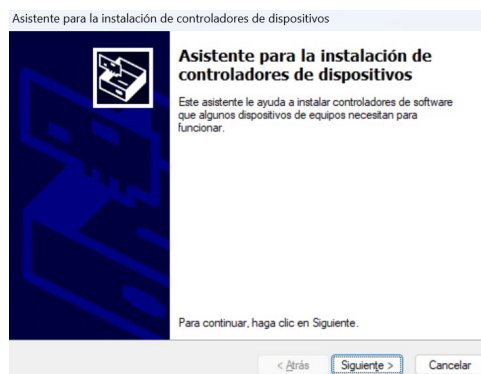 Asistente para la instalación de controladores de dispositivos
Asistente para la instalación de
controladores de dispositivos
Este asistente le ayuda a instalar controladores de software
que algunos dispositivos de equipos necesitan para
funcionar.
Para continuar, haga clic en Siguiente.
< Atrás Siguiente > Cancelar